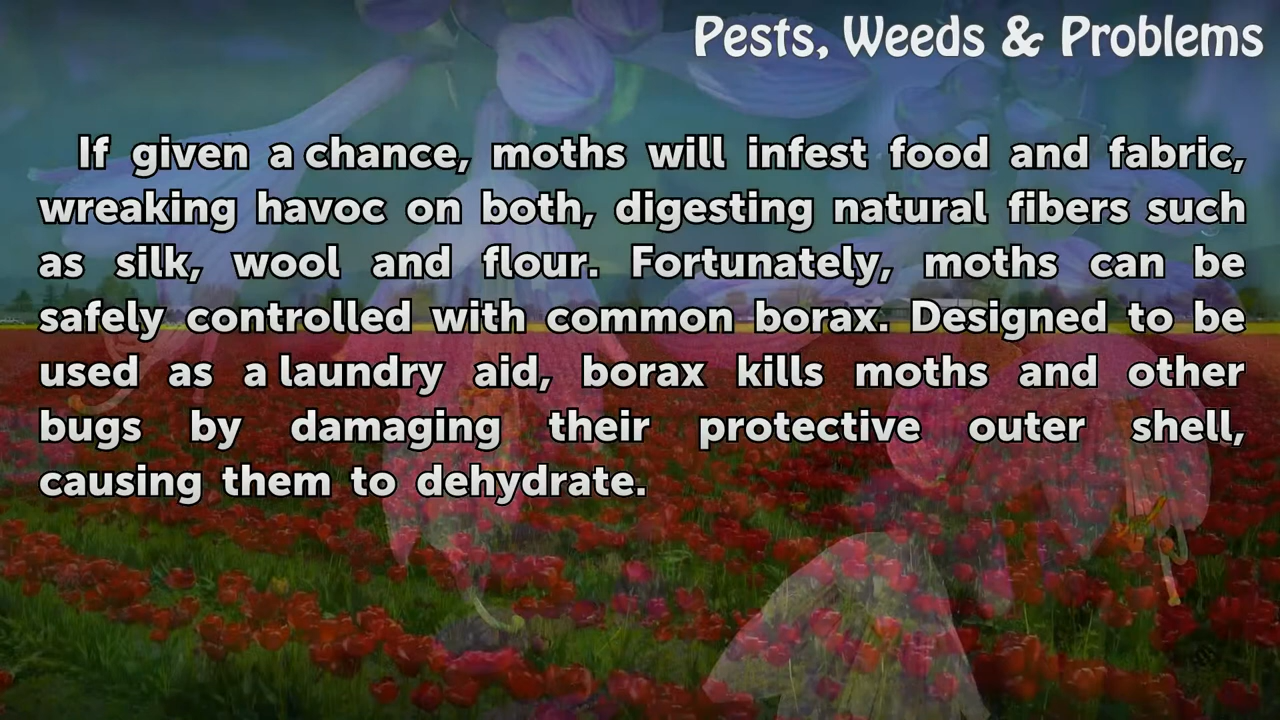 Pests, Weeds & Problems
If given a chance, moths will infest food and fabric,
wreaking havoc on both, digesting natural fibers such
as silk, wool and flour. Fortunately, moths can be
safely controlled with common borax. Designed to be
used as a laundry aid, borax kills moths and other
bugs by damaging their protective outer shell,
causing them to dehydrate.